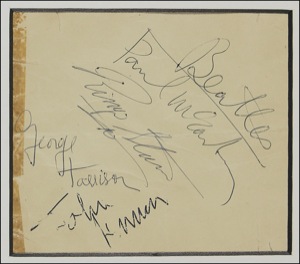 Beatles
Paul McCartney
Ringo
Starr
George
Harrison
John
Lennon